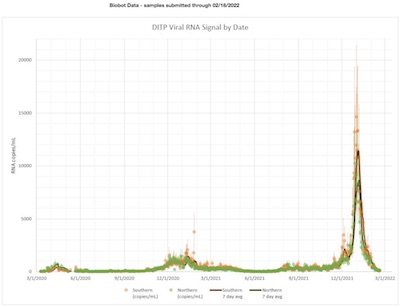 Biobot Data - samples submitted through 02/18/2022
DITP Viral RNA Signal by Date
RNA copies/mL
20000
15000
10000
5000
0
3/1/2020 6/1/2020 9/1/2020 12/1/2020 3/1/2021 6/1/2021 9/1/2021 12/1/2021 3/1/2022
Southern Northern Southern Northern
(copies/mL) (copies/mL) 7 day avg 7 day avg